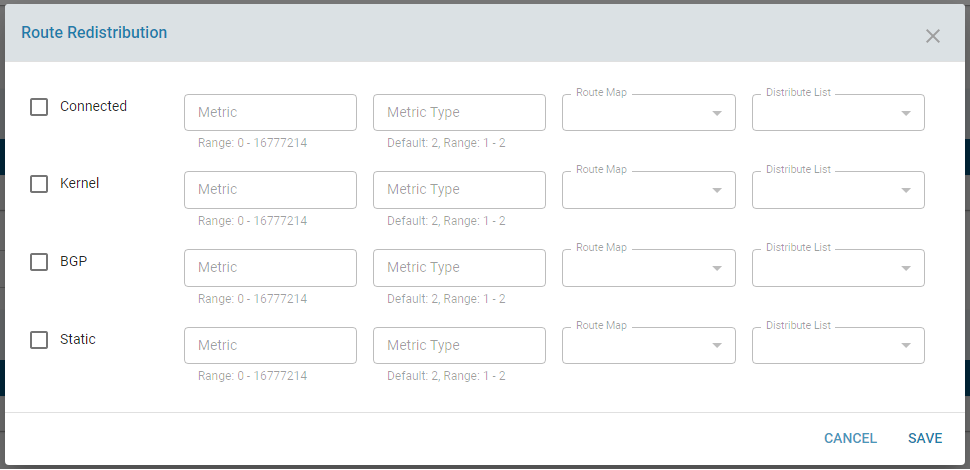 Route Redistribution
Connected
Metric
Range: 0 - 16777214
Metric Type
Default: 2, Range: 1 - 2
Route Map
Distribute List
Kernel
Metric
Range: 0 - 16777214
Metric Type
Default: 2, Range: 1 - 2
Route Map
Distribute List
BGP
Metric
Range: 0 - 16777214
Metric Type
Default: 2, Range: 1 - 2
Route Map
Distribute List
Static
Metric
Range: 0 - 16777214
Metric Type
Default: 2, Range: 1 - 2
Route Map
Distribute List
CANCEL
SAVE